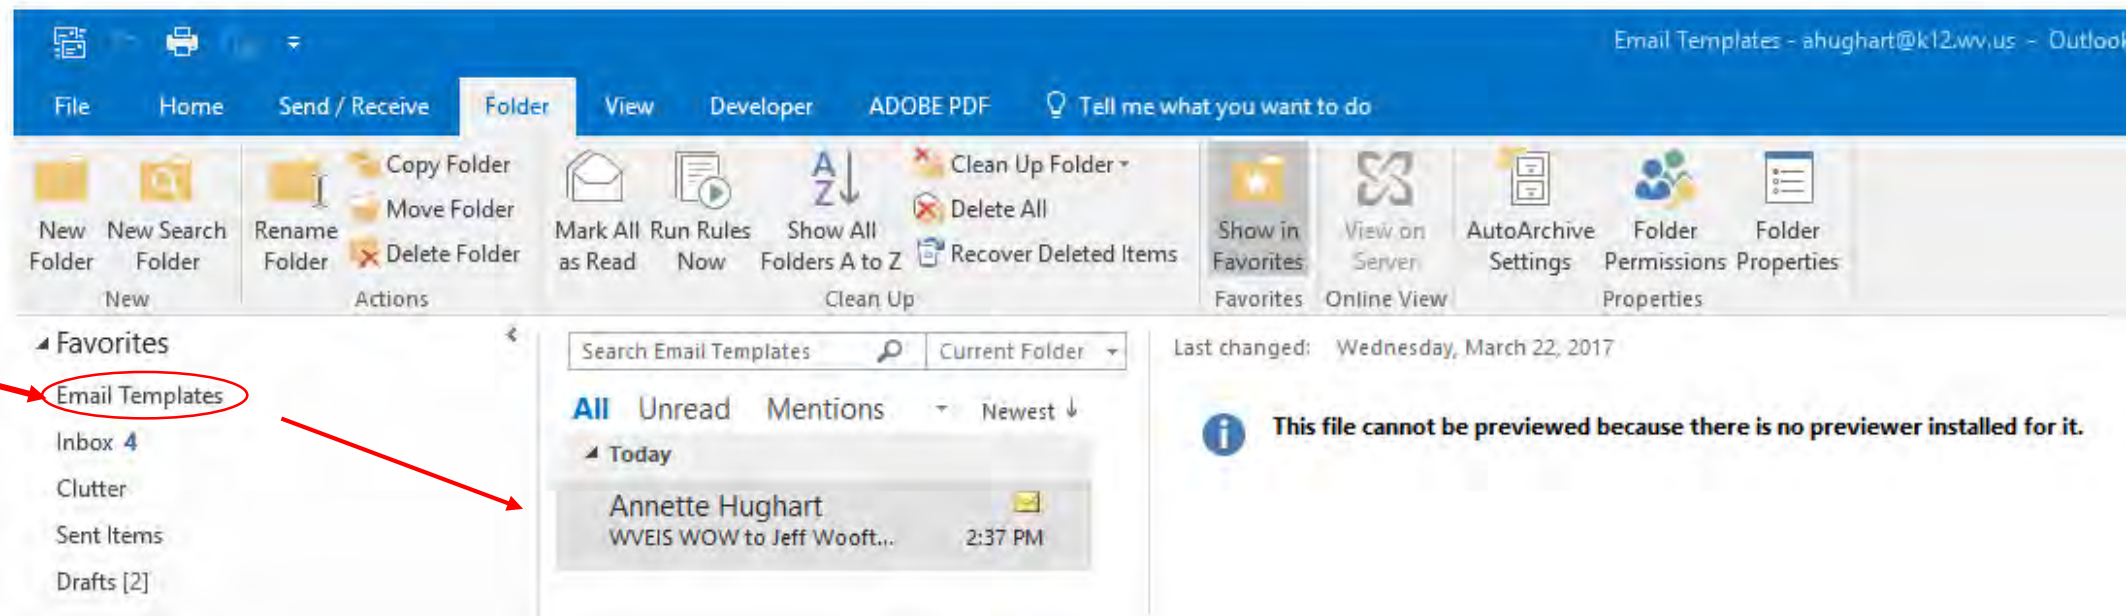 Email Templates - ahughart@k12.wv.us - Outlook
File Home Send / Receive Folder View Developer ADOBE PDF Tell me what you want to do
New Folder
New Search Folder
New
Rename Folder
Copy Folder
Move Folder
Delete Folder
Actions
Mark All as Read
Run Rules Now
Show All Folders A to Z
Clean Up Folder
Delete All
Recover Deleted Items
Clean Up
Show in Favorites
Favorites
View on Server
Online View
AutoArchive Settings
Folder Permissions
Folder Properties
Properties
Favorites
Email Templates
Inbox 4
Clutter
Sent Items
Drafts [2]
Search Email Templates Current Folder
All Unread Mentions Newest ↓
Today
Annette Hughart
WVEIS WOW to Jeff Wooft... 2:37 PM
Last changed: Wednesday, March 22, 2017
This file cannot be previewed because there is no previewer installed for it.